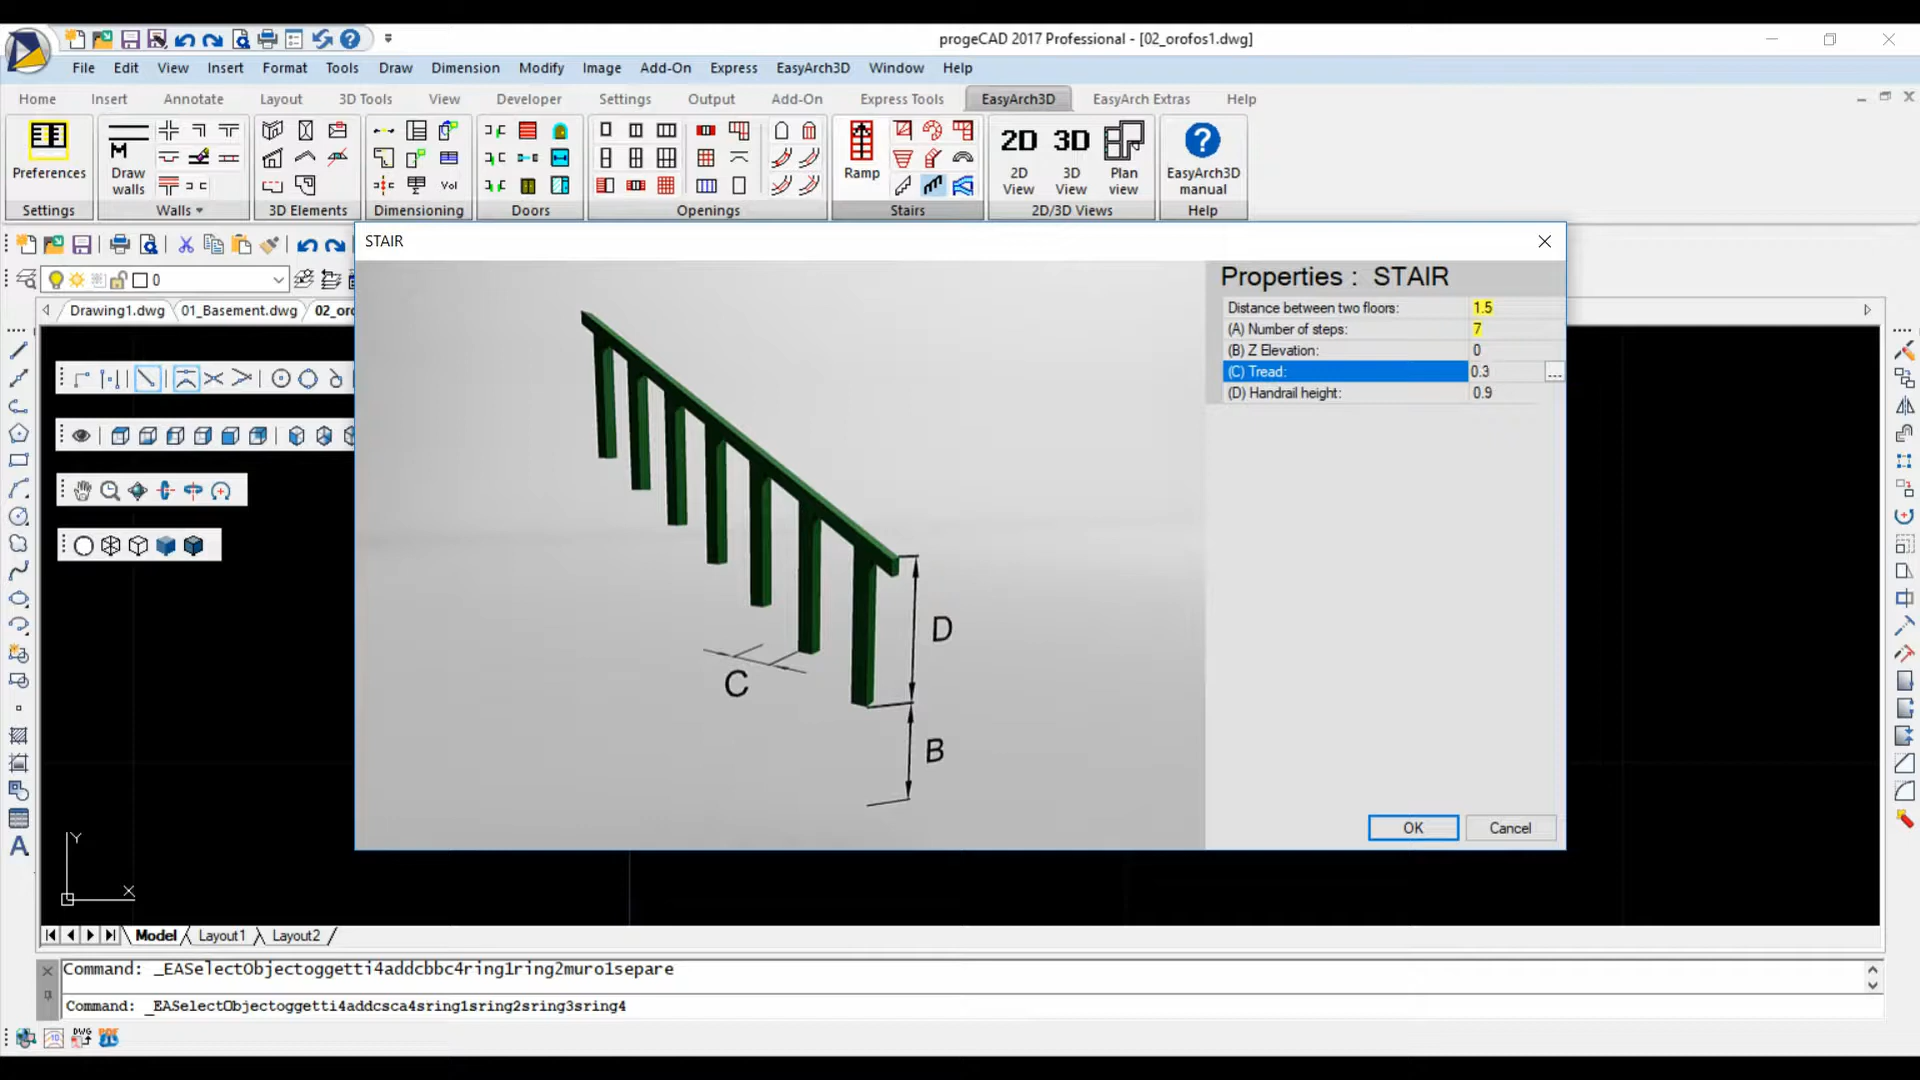 progeCAD 2017 Professional - [02_orofos1.dwg]
File Edit View Insert Format Tools Draw Dimension Modify Image Add-On Express EasyArch3D Window Help
Home Insert Annotate Layout 3D Tools View Developer Settings Output Add-On Express Tools EasyArch3D EasyArch Extras Help
M
Vol
2D 3D
Preferences
Draw walls
Ramp
2D View
3D View
Plan view
EasyArch3D manual
Settings Walls 3D Elements Dimensioning Doors Openings Stairs 2D/3D Views Help
STAIR
0
Drawing1.dwg 01_Basement.dwg 02_oro
Properties : STAIR
Distance between two floors: 1.5
(A) Number of steps: 7
(B) Z Elevation: 0
(C) Tread: 0.3 ...
(D) Handrail height: 0.9
D
C
B
OK Cancel
Y
X
A
Model Layout1 Layout2
Command: _EASelectObjectoggetti4addcbbc4ring1ring2muro1separe
Command: _EASelectObjectoggetti4addcsca4sring1sring2sring3sring4
DWG PDF